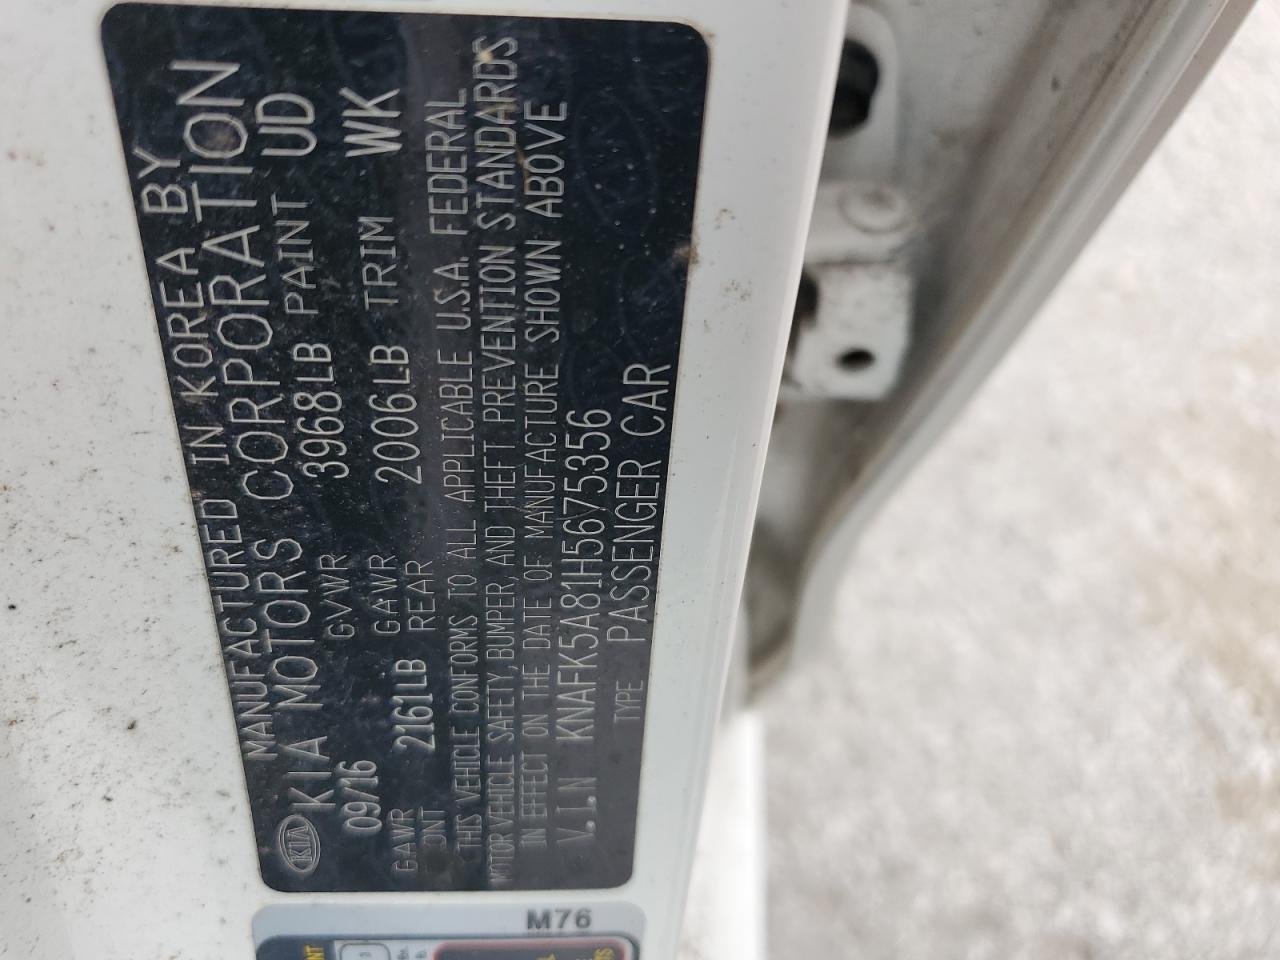 MANUFACTURED IN KOREA BY
KIA KIA MOTORS CORPORATION
09/16 GVWR 3968LB PAINT UD
GAWR 2161LB GAWR 2006LB TRIM WK
REAR
THIS VEHICLE CONFORMS TO ALL APPLICABLE U.S.A. FEDERAL
MOTOR VEHICLE SAFETY, BUMPER, AND THEFT PREVENTION STANDARDS
IN EFFECT ON THE DATE OF MANUFACTURE SHOWN ABOVE
V.I.N KNAFK5A81H5675356
TYPE PASSENGER CAR
M76